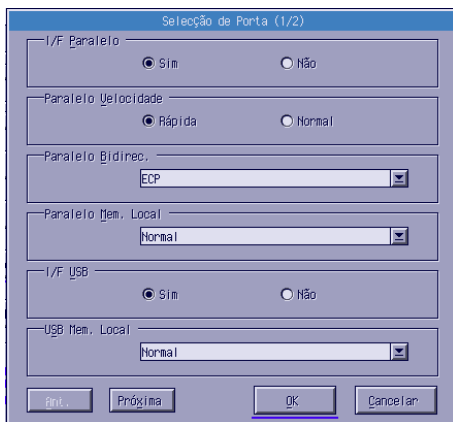 Selecção de Porta (1/2)
I/F Paralelo
Sim Não
Paralelo Velocidade
Rápida Normal
Paralelo Bidirec.
ECP
Paralelo Mem. Local
Normal
I/F USB
Sim Não
USB Mem. Local
Normal
Ant. Próxima OK Cancelar